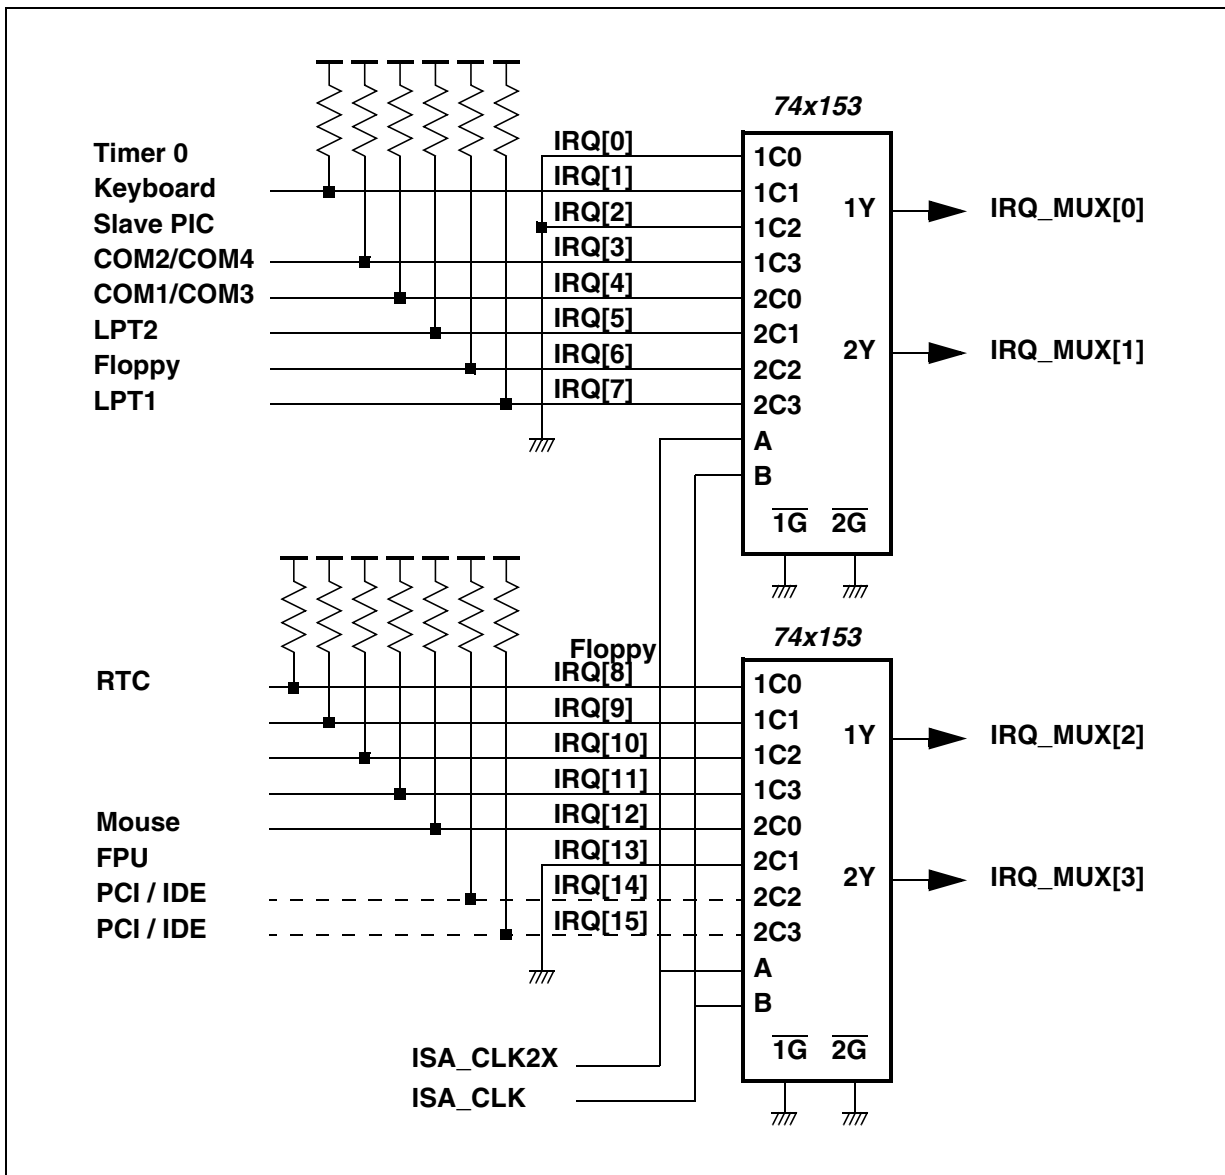 74x153
Timer 0 IRQ[0] 1C0
Keyboard IRQ[1] 1C1
1Y IRQ_MUX[0]
Slave PIC IRQ[2] 1C2
COM2/COM4 IRQ[3] 1C3
COM1/COM3 IRQ[4] 2C0
LPT2 IRQ[5] 2C1
2Y IRQ_MUX[1]
Floppy IRQ[6] 2C2
LPT1 IRQ[7] 2C3
A
B
1G 2G
74x153
Floppy
RTC IRQ[8] 1C0
IRQ[9] 1C1
1Y IRQ_MUX[2]
IRQ[10] 1C2
IRQ[11] 1C3
Mouse IRQ[12] 2C0
FPU IRQ[13] 2C1
2Y IRQ_MUX[3]
PCI / IDE IRQ[14] 2C2
PCI / IDE IRQ[15] 2C3
A
B
1G 2G
ISA_CLK2X
ISA_CLK